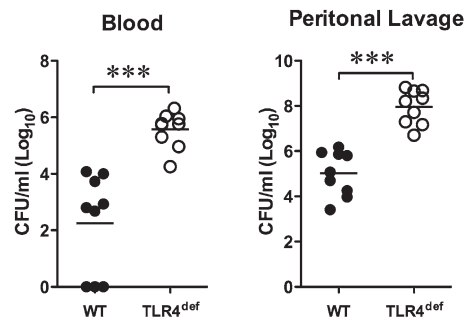 Blood
CFU/ml (Log10)
8
6
4
2
0
***
WT
TLR4def
Peritonal Lavage
CFU/ml (Log10)
10
8
6
4
2
0
***
WT
TLR4def